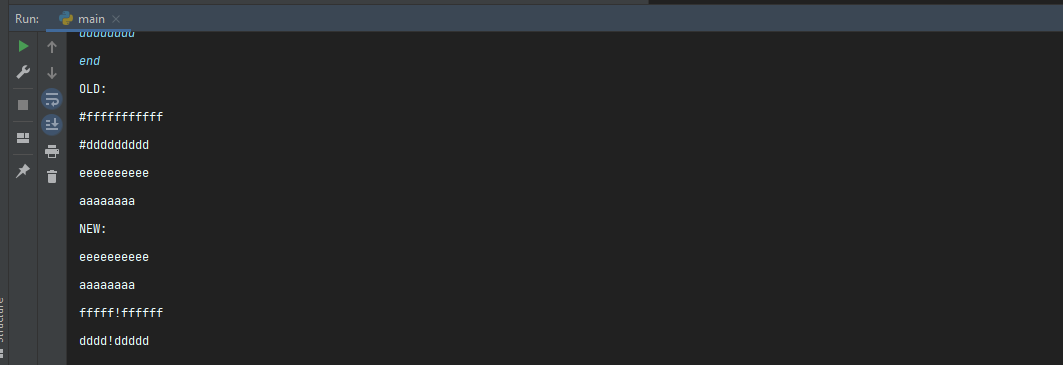 Run: main
end
OLD:
#fffffffffff
#ddddddddd
eeeeeeeeee
aaaaaaaa
NEW:
eeeeeeeeee
aaaaaaaa
fffff!ffffff
dddd!ddddd